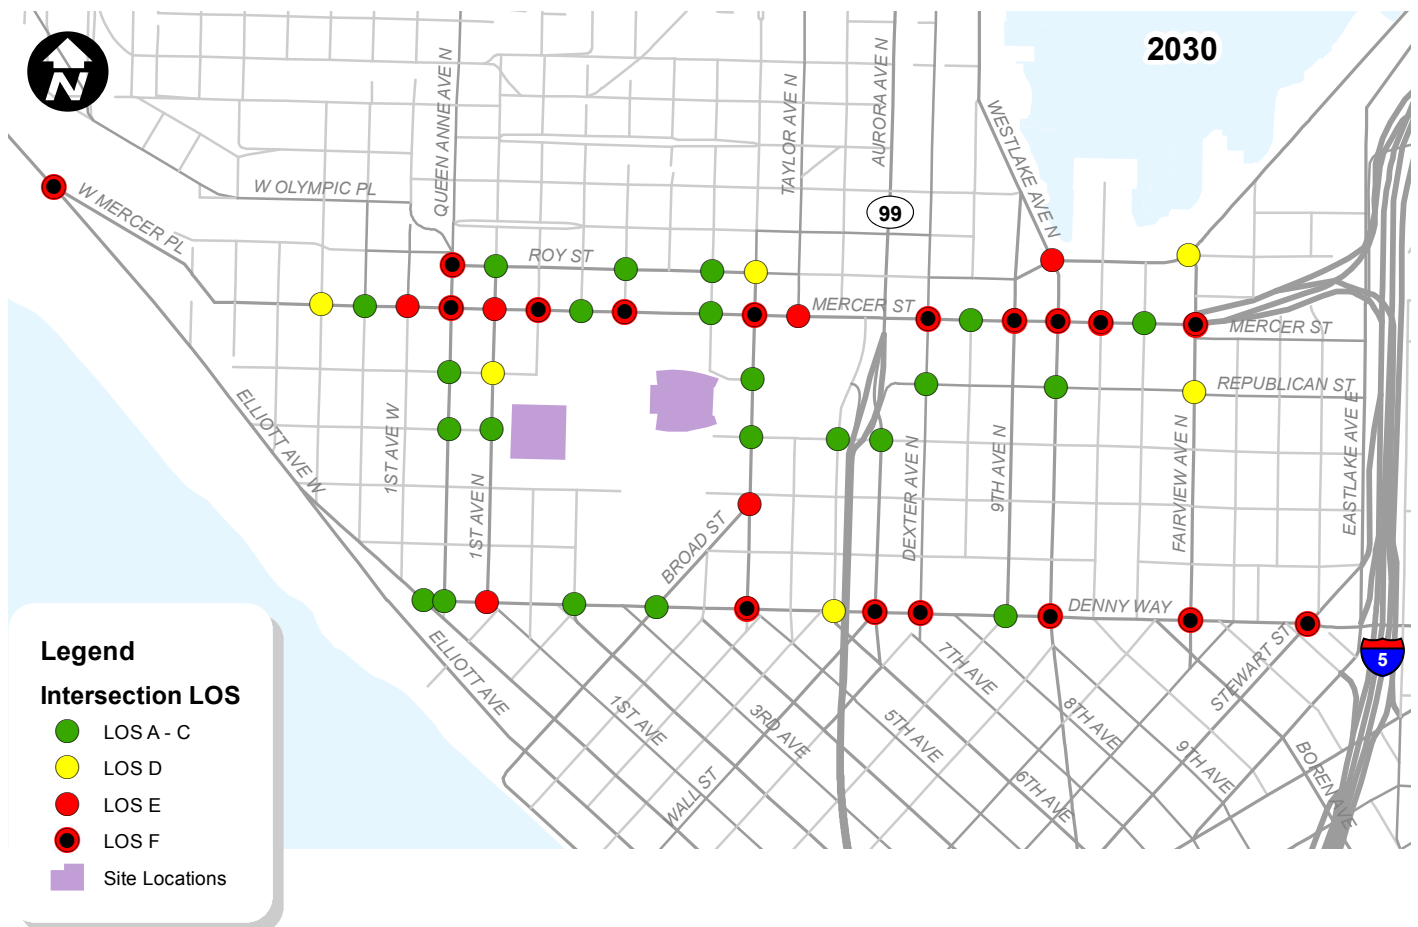 2030
N
QUEEN ANNE AVE N
TAYLOR AVE N
AURORA AVE N
WESTLAKE AVE N
W OLYMPIC PL
W MERCER PL
99
ROY ST
MERCER ST
MERCER ST
REPUBLICAN ST
ELLIOTT AVE W
1ST AVE W
1ST AVE N
BROAD ST
DEXTER AVE N
9TH AVE N
FAIRVIEW AVE N
EASTLAKE AVE E
DENNY WAY
ELLIOTT AVE
1ST AVE
3RD AVE
WALL ST
5TH AVE
7TH AVE
6TH AVE
8TH AVE
9TH AVE
STEWART ST
BOREN AVE
5
Legend
Intersection LOS
LOS A - C
LOS D
LOS E
LOS F
Site Locations